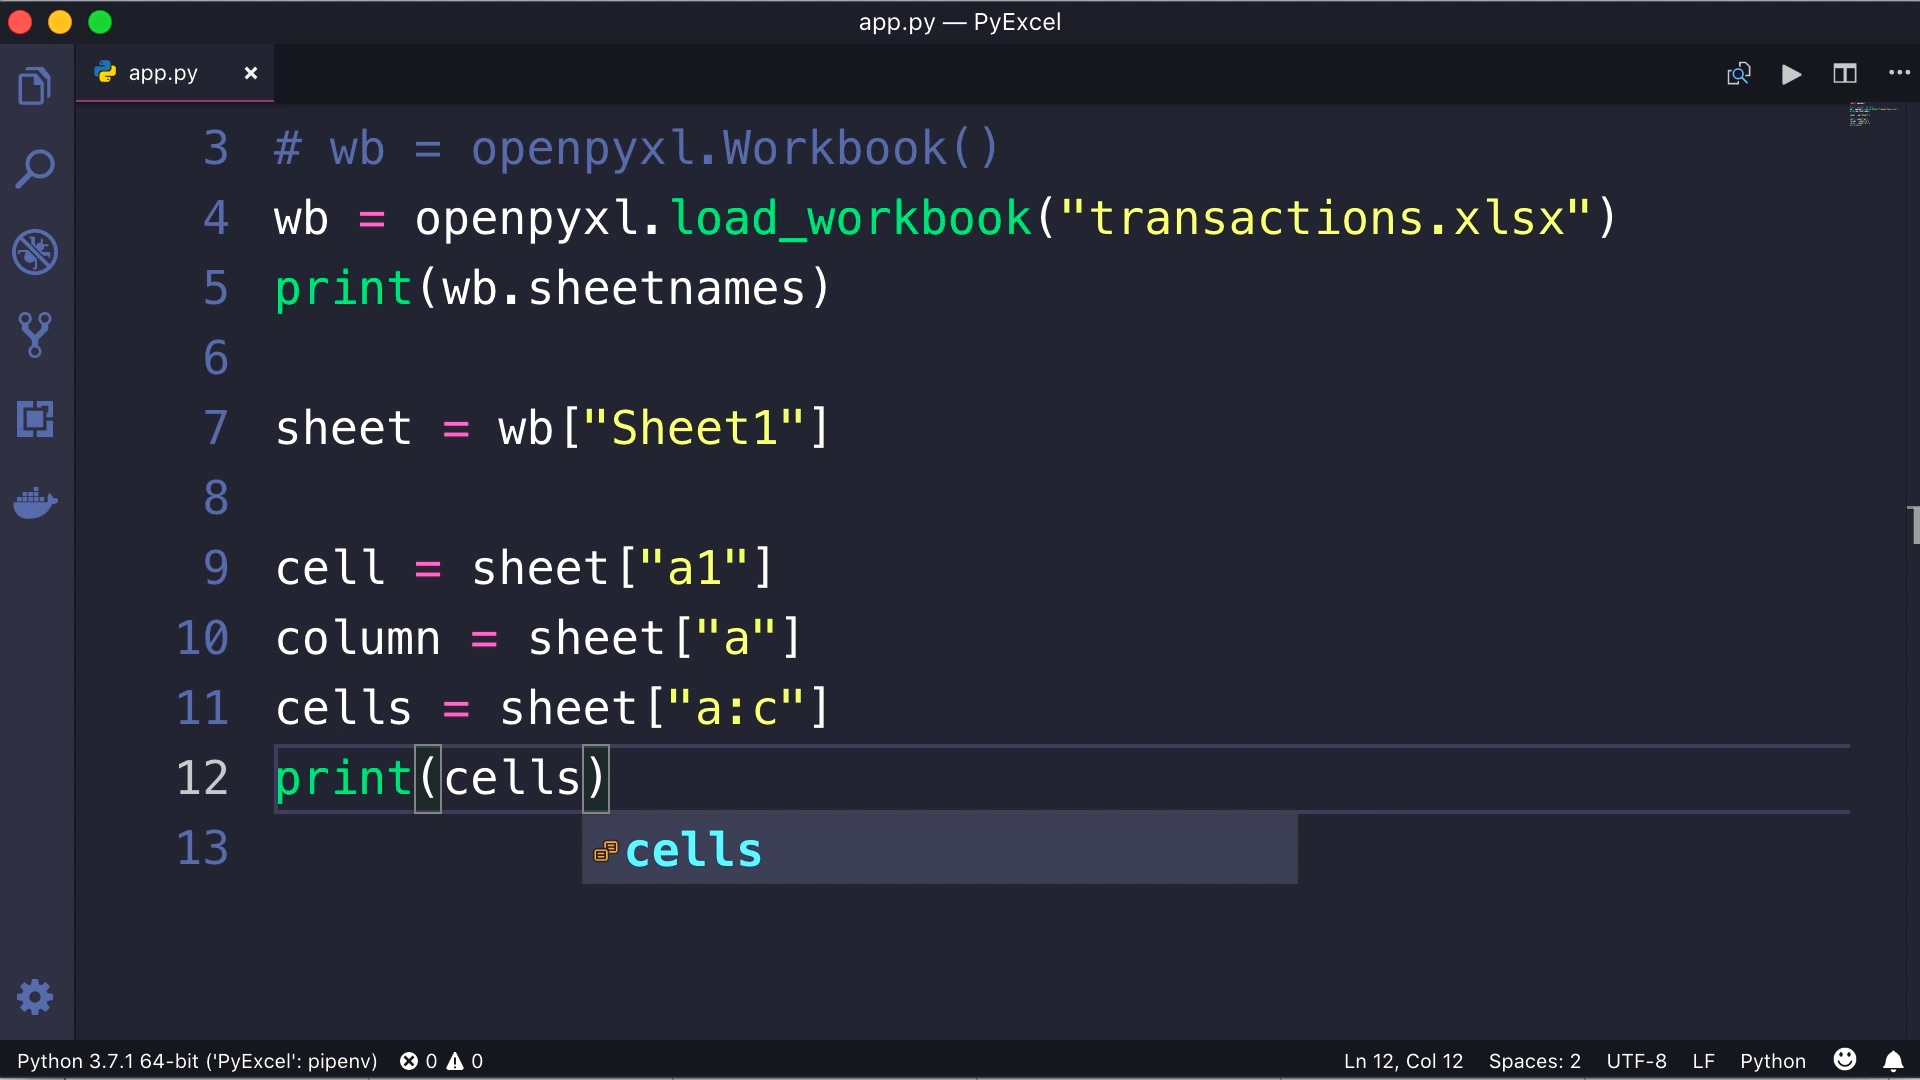 app.py — PyExcel
app.py
3 # wb = openpyxl.Workbook()
4 wb = openpyxl.load_workbook("transactions.xlsx")
5 print(wb.sheetnames)
6
7 sheet = wb["Sheet1"]
8
9 cell = sheet["a1"]
10 column = sheet["a"]
11 cells = sheet["a:c"]
12 print(cells)
13
cells
Python 3.7.1 64-bit ('PyExcel': pipenv) 0 0 Ln 12, Col 12 Spaces: 2 UTF-8 LF Python